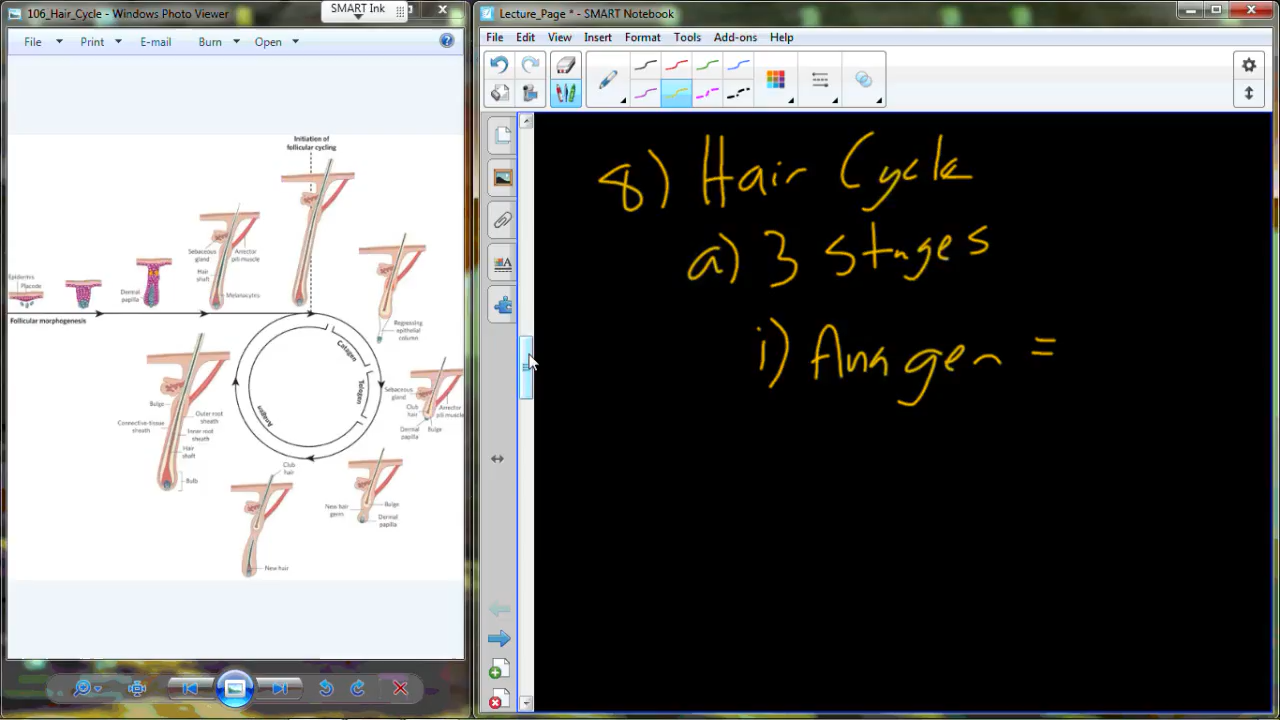 106_Hair_Cycle - Windows Photo Viewer
SMART Ink
File Print E-mail Burn Open
Initiation of
follicular cycling
Sebaceous
gland
Arrector
pili muscle
Hair
shaft
Melanocytes
Epidermis
Placode
Dermal
papilla
Follicular morphogenesis
Regressing
epithelial
column
Catagen
Telogen
Anagen
Sebaceous
gland
Club
hair
Dermal
papilla
Bulge
Arrector
pili muscle
Bulge
Connective-tissue
sheath
Outer root
sheath
Inner root
sheath
Hair
shaft
Bulb
Club
hair
New hair
New hair
germ
Bulge
Dermal
papilla
Lecture_Page * - SMART Notebook
File Edit View Insert Format Tools Add-ons Help
8) Hair Cycle
a) 3 stages
i) Anagen =